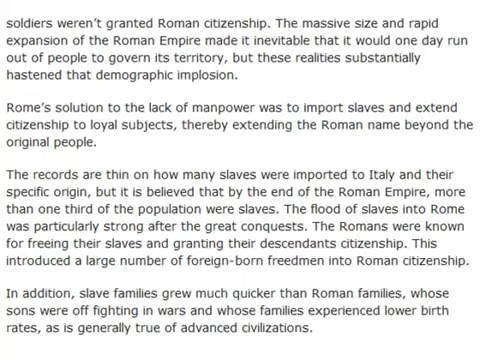 soldiers weren't granted Roman citizenship. The massive size and rapid
expansion of the Roman Empire made it inevitable that it would one day run
out of people to govern its territory, but these realities substantially
hastened that demographic implosion.
Rome's solution to the lack of manpower was to import slaves and extend
citizenship to loyal subjects, thereby extending the Roman name beyond the
original people.
The records are thin on how many slaves were imported to Italy and their
specific origin, but it is believed that by the end of the Roman Empire, more
than one third of the population were slaves. The flood of slaves into Rome
was particularly strong after the great conquests. The Romans were known
for freeing their slaves and granting their descendants citizenship. This
introduced a large number of foreign-born freedmen into Roman citizenship.
In addition, slave families grew much quicker than Roman families, whose
sons were off fighting in wars and whose families experienced lower birth
rates, as is generally true of advanced civilizations.